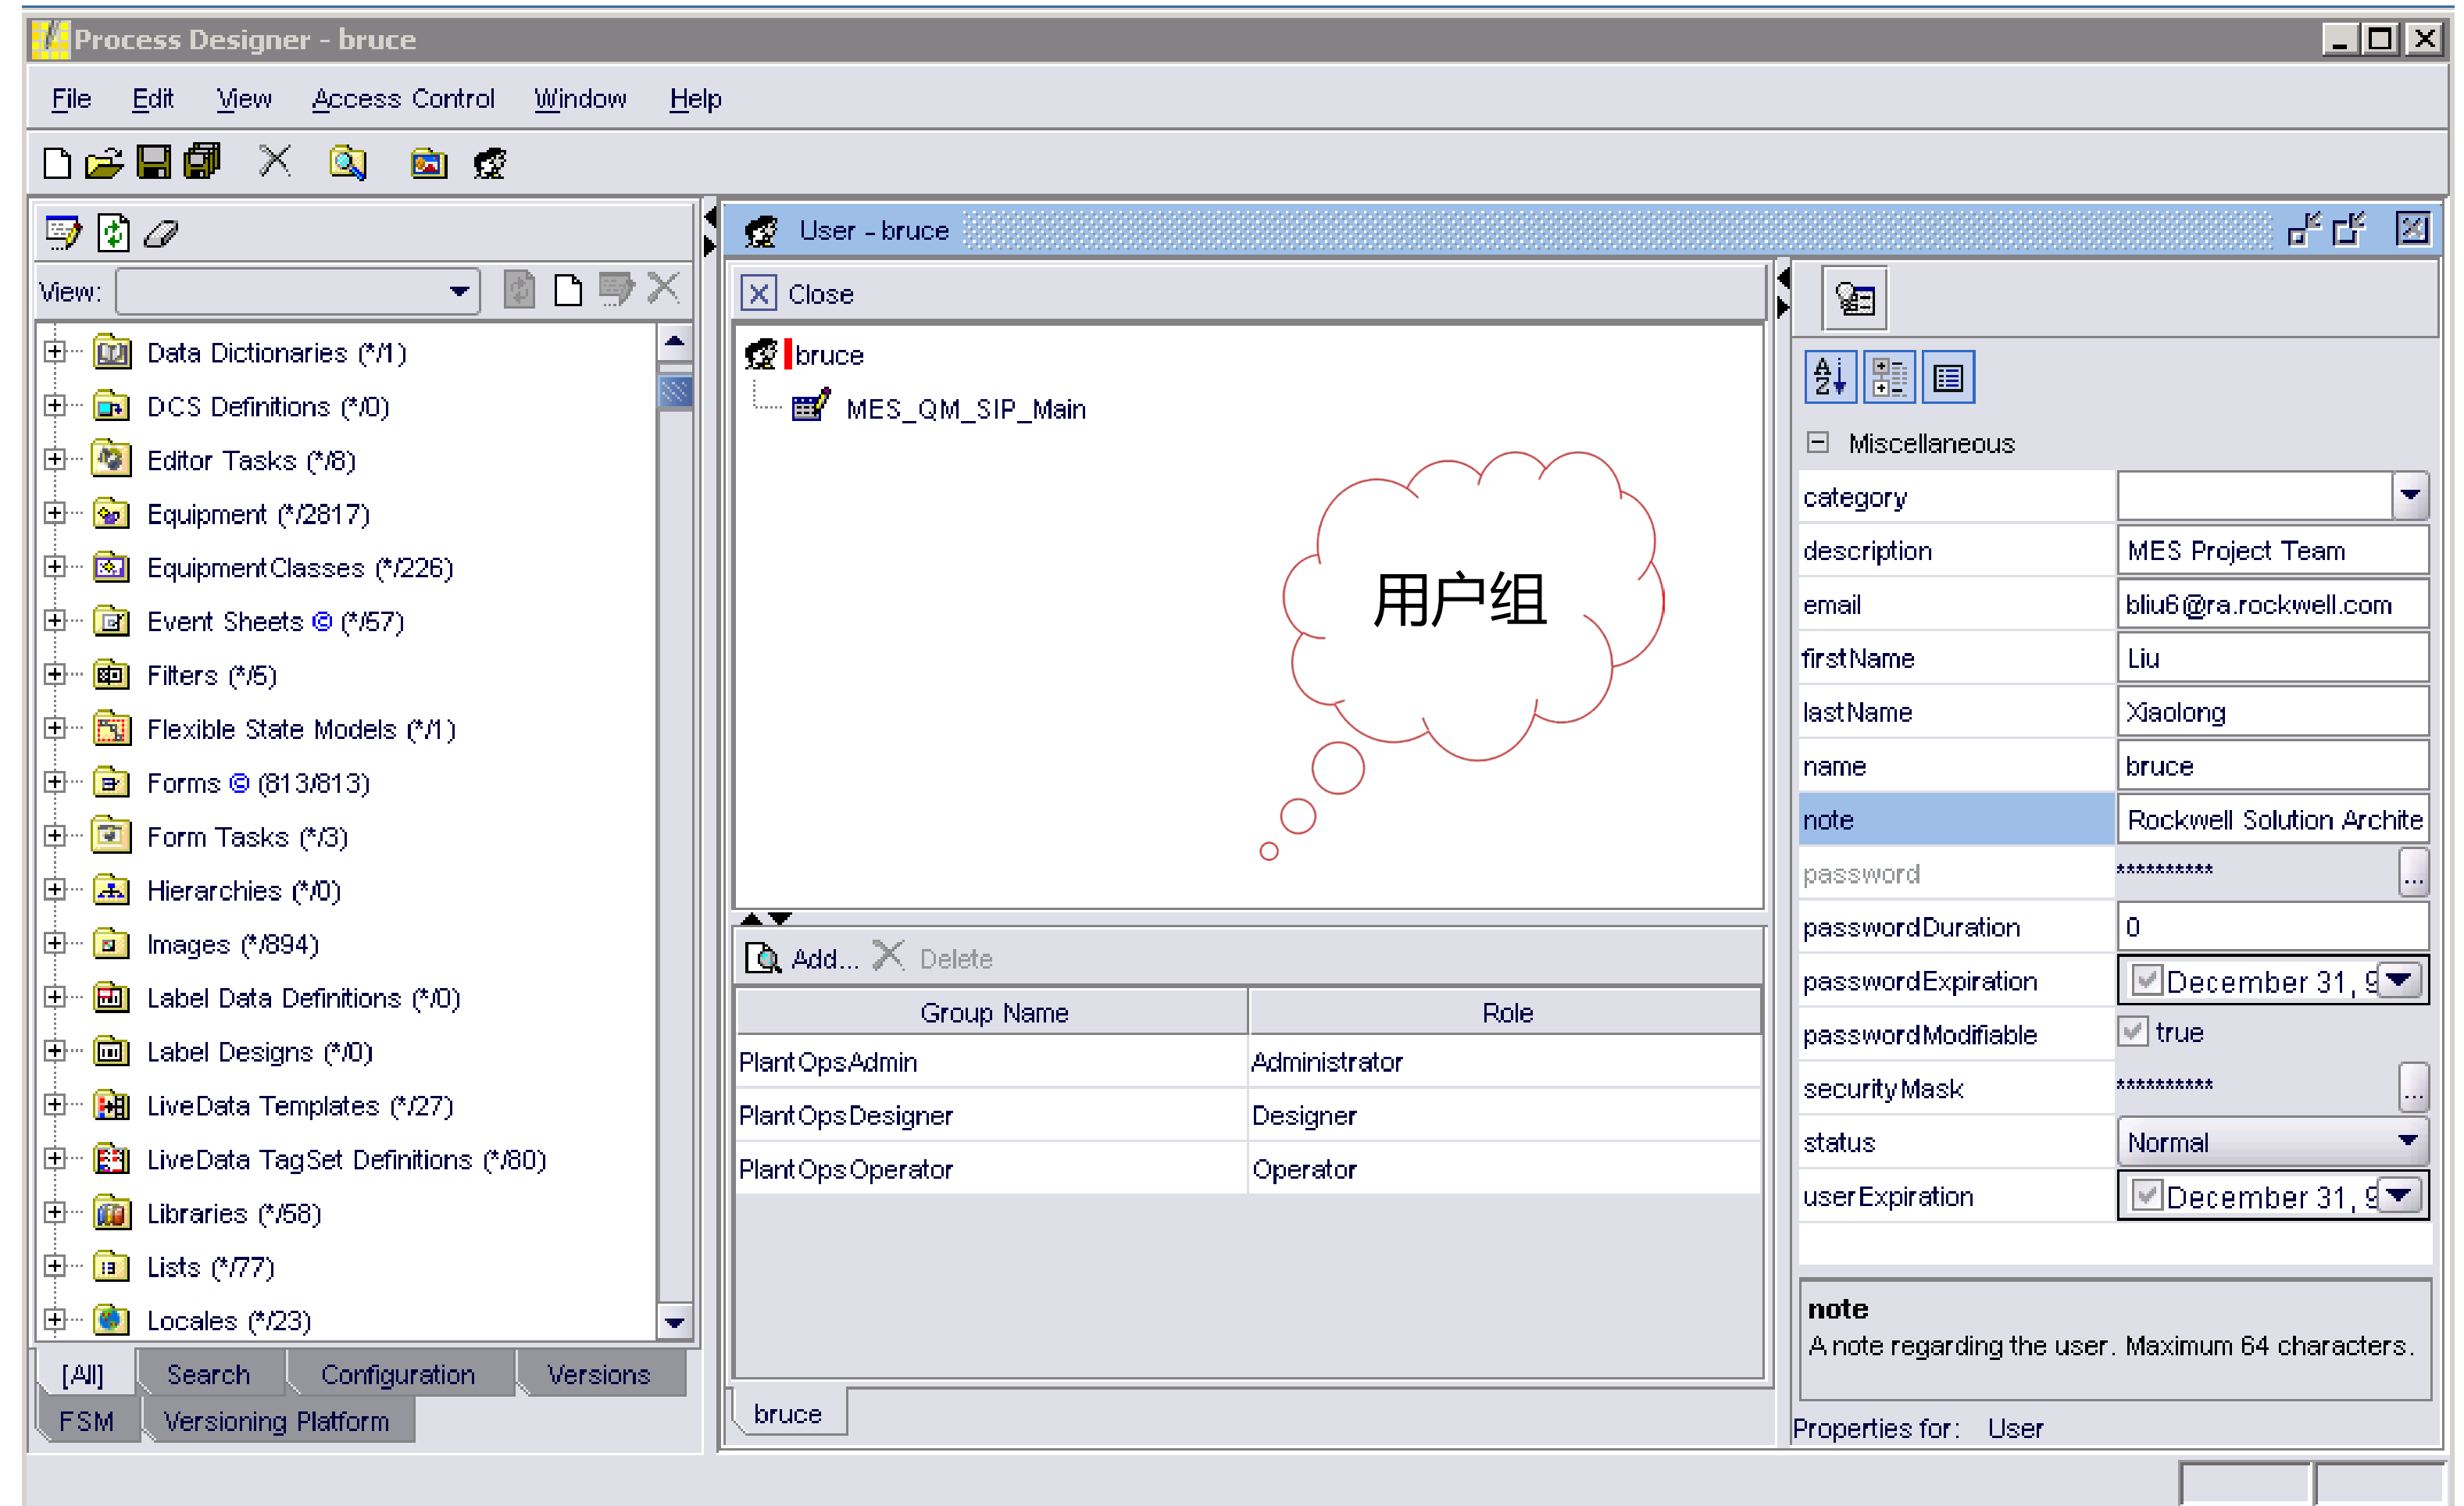 Process Designer - bruce
File Edit View Access Control Window Help
View:
Data Dictionaries (*/1)
DCS Definitions (*/0)
Editor Tasks (*/8)
Equipment (*/2817)
EquipmentClasses (*/226)
Event Sheets © (*/57)
Filters (*/5)
Flexible State Models (*/1)
Forms © (813/813)
Form Tasks (*/3)
Hierarchies (*/0)
Images (*/894)
Label Data Definitions (*/0)
Label Designs (*/0)
LiveData Templates (*/27)
LiveData TagSet Definitions (*/80)
Libraries (*/58)
Lists (*/77)
Locales (*/23)
[All] Search Configuration Versions
FSM Versioning Platform
User - bruce
Close
bruce
MES_QM_SIP_Main
用户组
Add... Delete
Group Name Role
PlantOpsAdmin Administrator
PlantOpsDesigner Designer
PlantOpsOperator Operator
bruce
Miscellaneous
category
description MES Project Team
email bliu6@ra.rockwell.com
firstName Liu
lastName Xiaolong
name bruce
note Rockwell Solution Archite
password **********
passwordDuration 0
passwordExpiration December 31, 9
passwordModifiable true
securityMask **********
status Normal
userExpiration December 31, 9
note
A note regarding the user. Maximum 64 characters.
Properties for: User